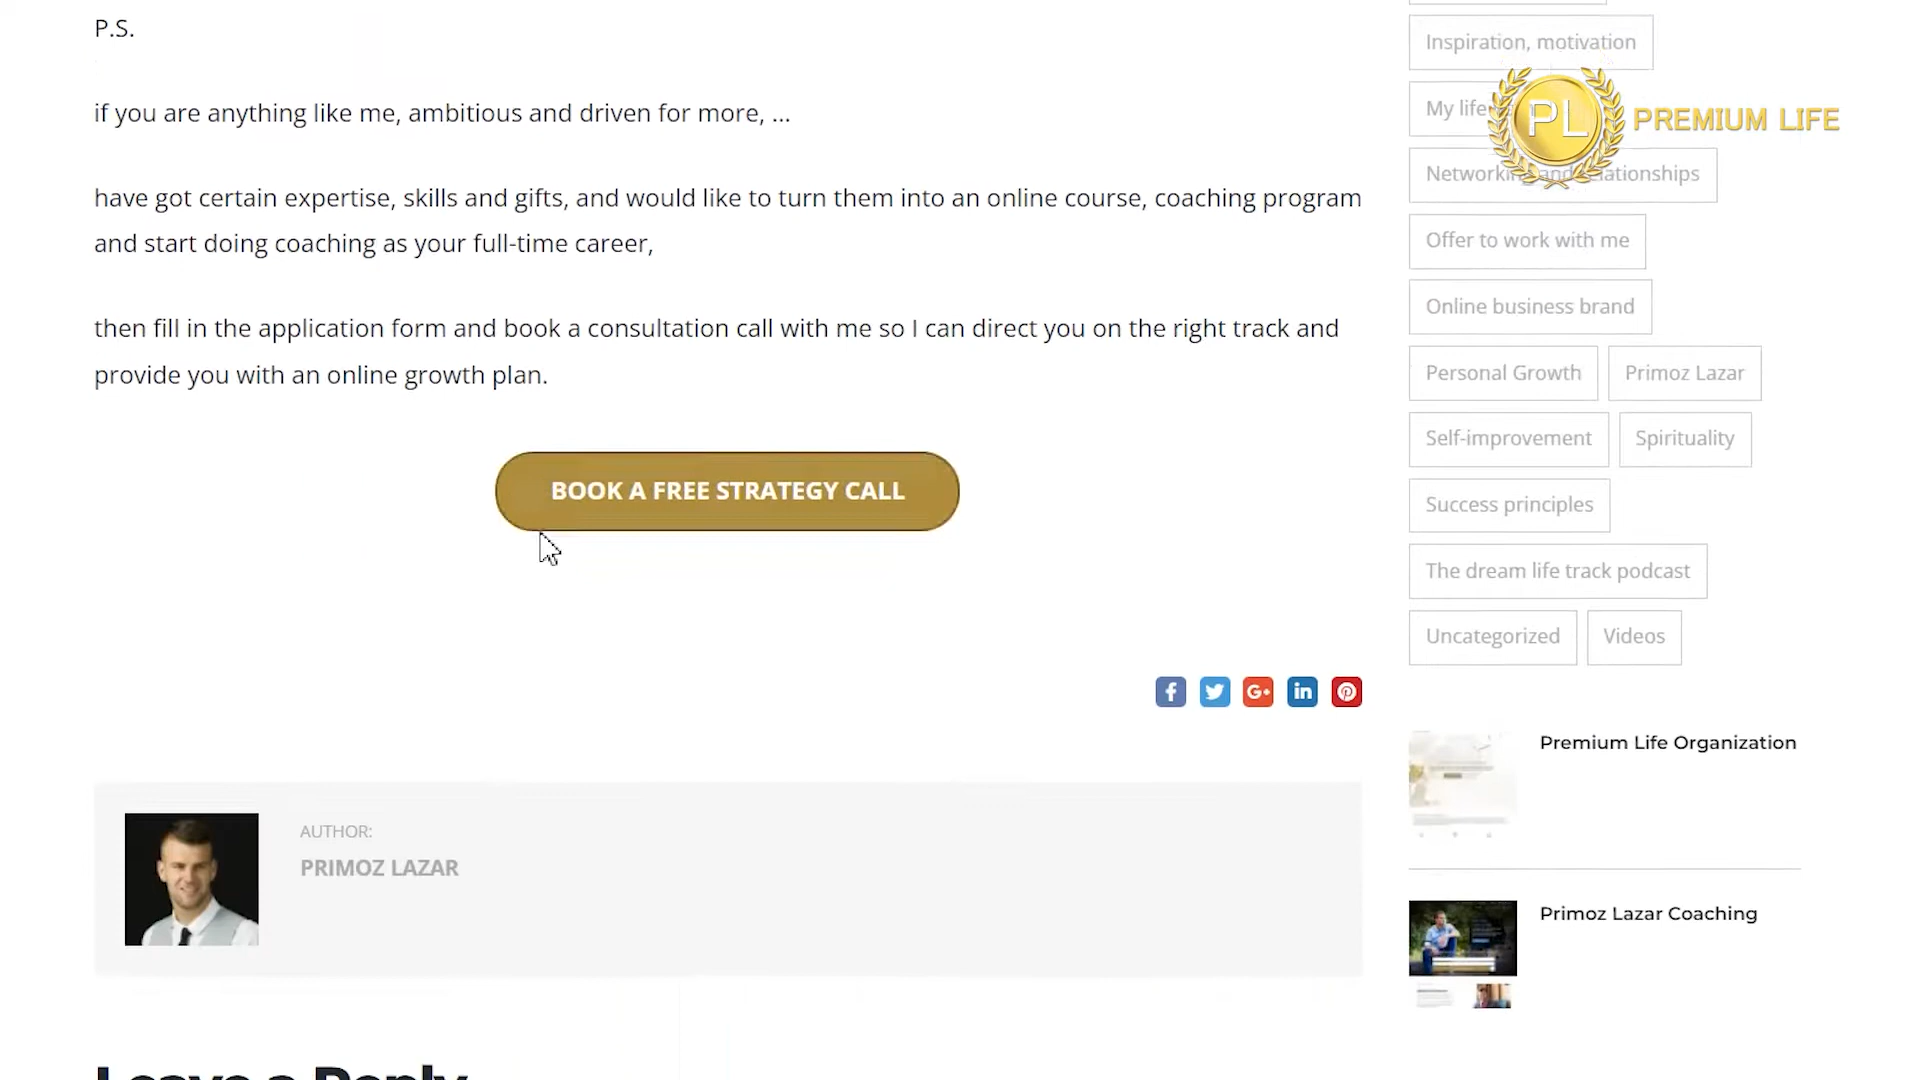 P.S.
if you are anything like me, ambitious and driven for more, ...
have got certain expertise, skills and gifts, and would like to turn them into an online course, coaching program
and start doing coaching as your full-time career,
then fill in the application form and book a consultation call with me so I can direct you on the right track and
provide you with an online growth plan.
BOOK A FREE STRATEGY CALL
AUTHOR:
PRIMOZ LAZAR
Leave a Reply
Inspiration, motivation
My life
PL PREMIUM LIFE
Networking and relationships
Offer to work with me
Online business brand
Personal Growth
Primoz Lazar
Self-improvement
Spirituality
Success principles
The dream life track podcast
Uncategorized
Videos
Premium Life Organization
Primoz Lazar Coaching